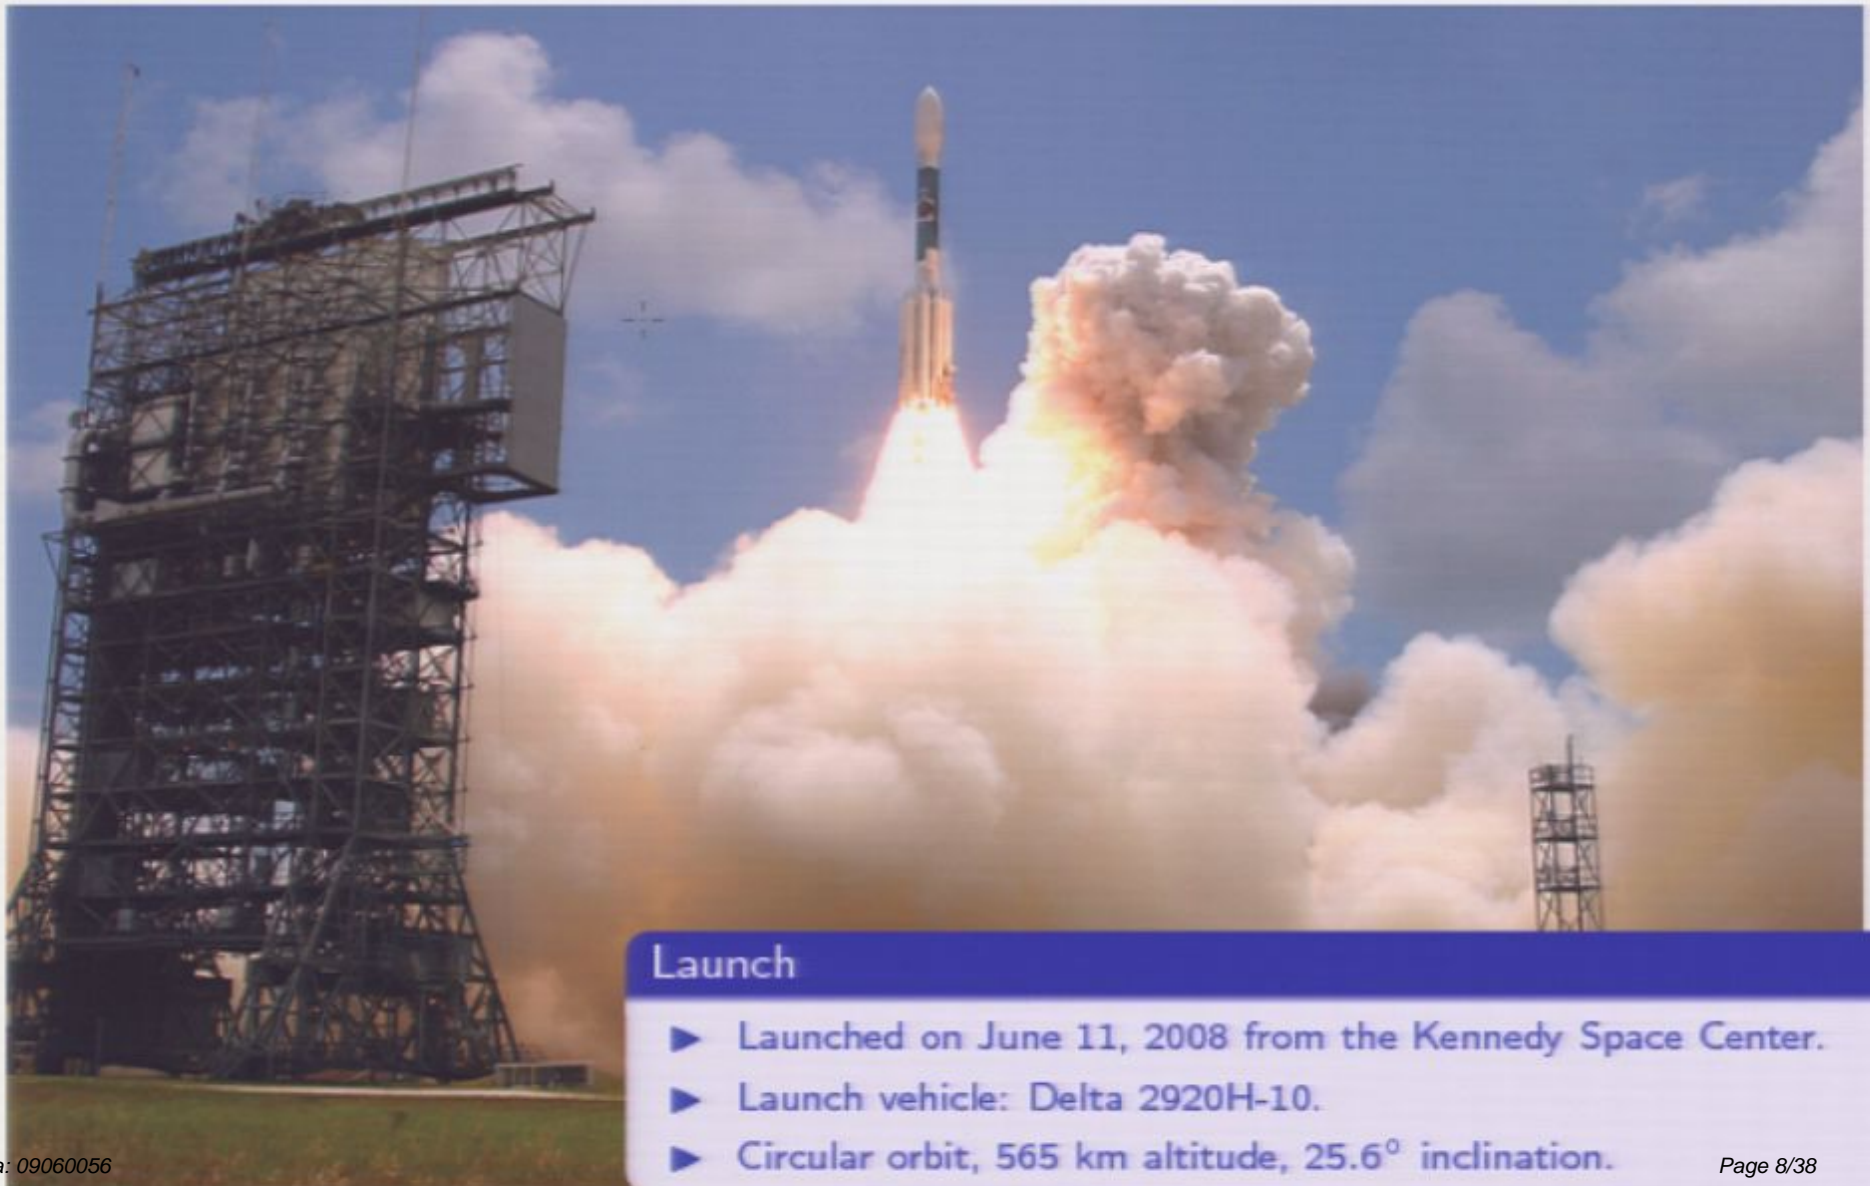 Launch
▶ Launched on June 11, 2008 from the Kennedy Space Center.
▶ Launch vehicle: Delta 2920H-10.
▶ Circular orbit, 565 km altitude, 25.6° inclination.
a: 09060056
Page 8/38